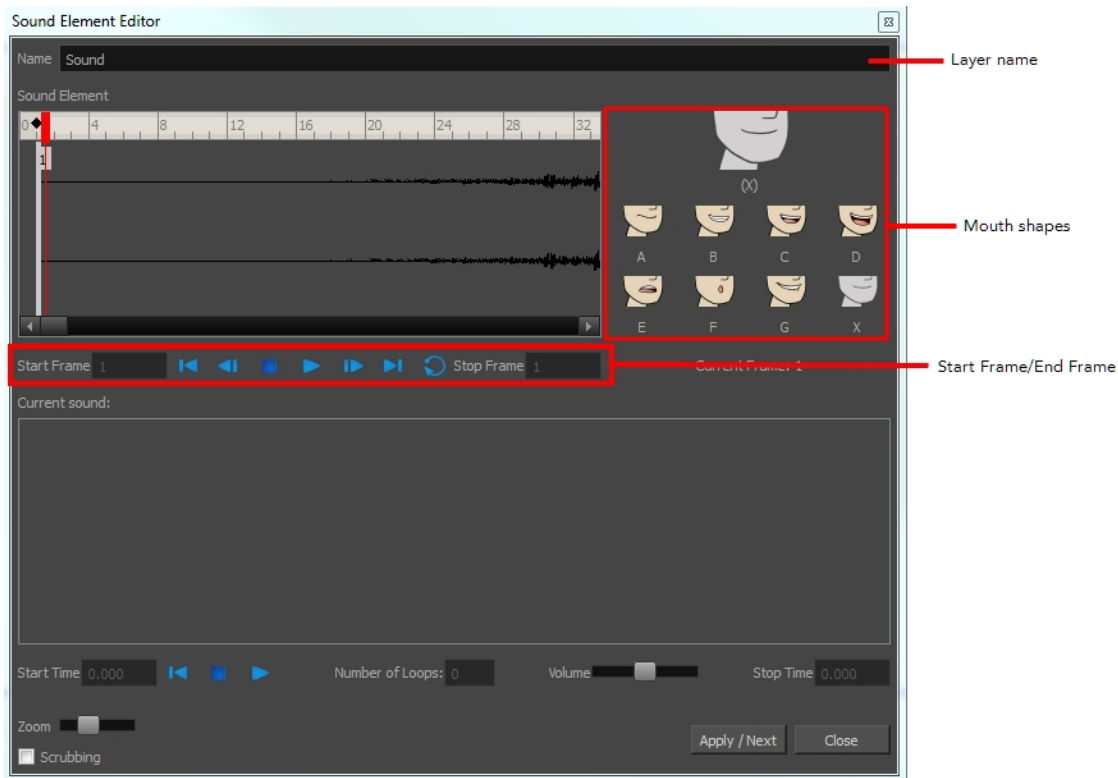 Sound Element Editor
Name Sound
Layer name
Sound Element
0 4 8 12 16 20 24 28 32
1
(X)
A B C D
Mouth shapes
E F G X
Start Frame 1 Stop Frame 1 Current Frame: 1
Start Frame/End Frame
Current sound:
Start Time 0.000 Number of Loops: 0 Volume Stop Time 0.000
Zoom
Scrubbing
Apply / Next Close